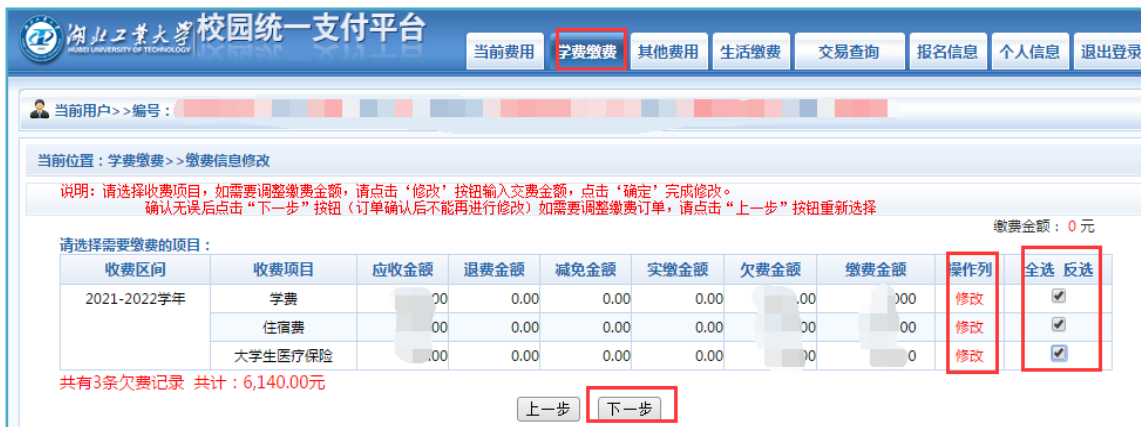 湖北工业大学 校园统一支付平台
HUBEI UNIVERSITY OF TECHNOLOGY
当前费用 学费缴费 其他费用 生活缴费 交易查询 报名信息 个人信息 退出登录
当前用户>>编号：
当前位置：学费缴费>>缴费信息修改
说明：请选择收费项目，如需要调整缴费金额，请点击‘修改’按钮输入交费金额，点击‘确定’完成修改。
确认无误后点击“下一步”按钮（订单确认后不能再进行修改）如需要调整缴费订单，请点击“上一步”按钮重新选择
缴费金额：0元
请选择需要缴费的项目：
收费区间 收费项目 应收金额 退费金额 减免金额 实缴金额 欠费金额 缴费金额 操作列 全选 反选
2021-2022学年 学费 00 0.00 0.00 0.00 .00 000 修改
住宿费 00 0.00 0.00 0.00 00 00 修改
大学生医疗保险 .00 0.00 0.00 0.00 00 0 修改
共有3条欠费记录 共计：6,140.00元
上一步 下一步